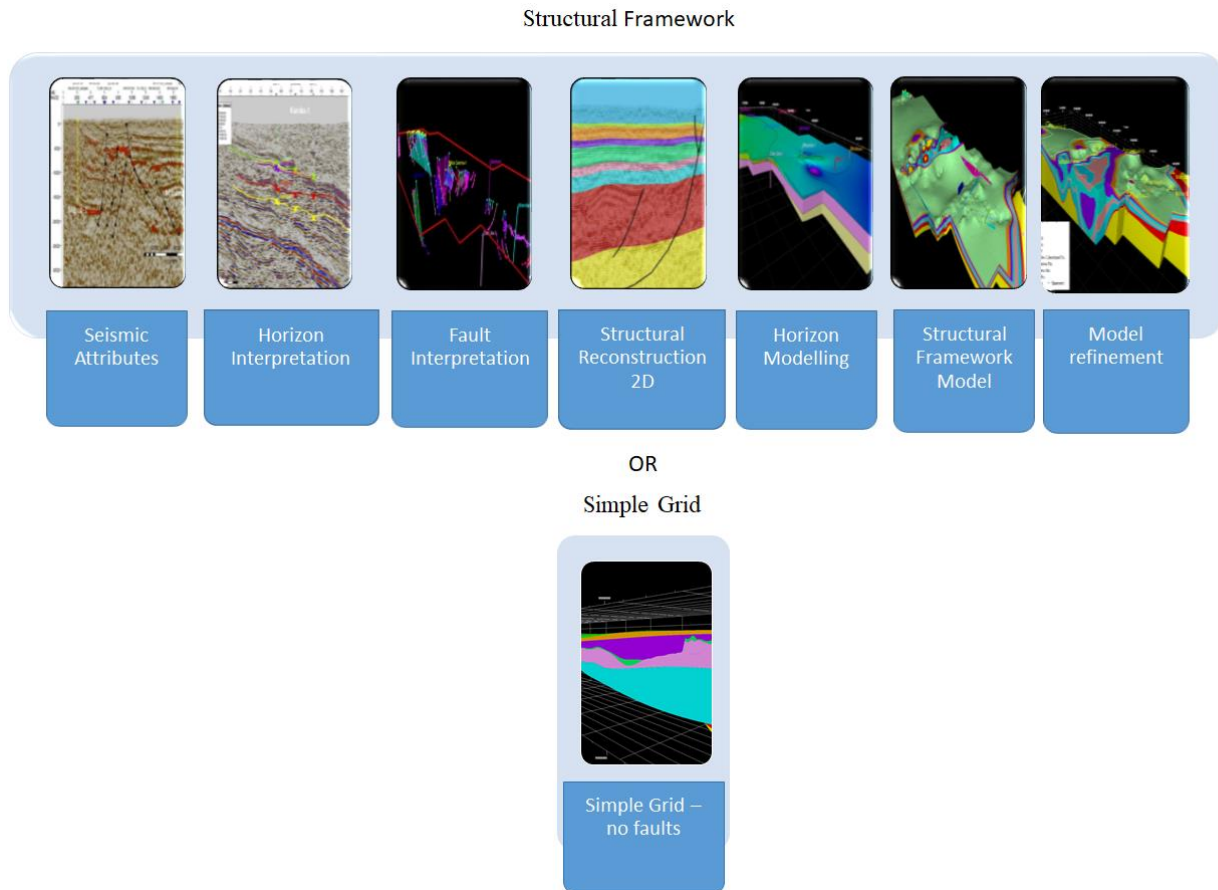 Structural Framework
Seismic
Attributes
Horizon
Interpretation
Fault
Interpretation
Structural
Reconstruction
2D
Horizon
Modelling
Structural
Framework
Model
Model
refinement
OR
Simple Grid
Simple Grid –
no faults